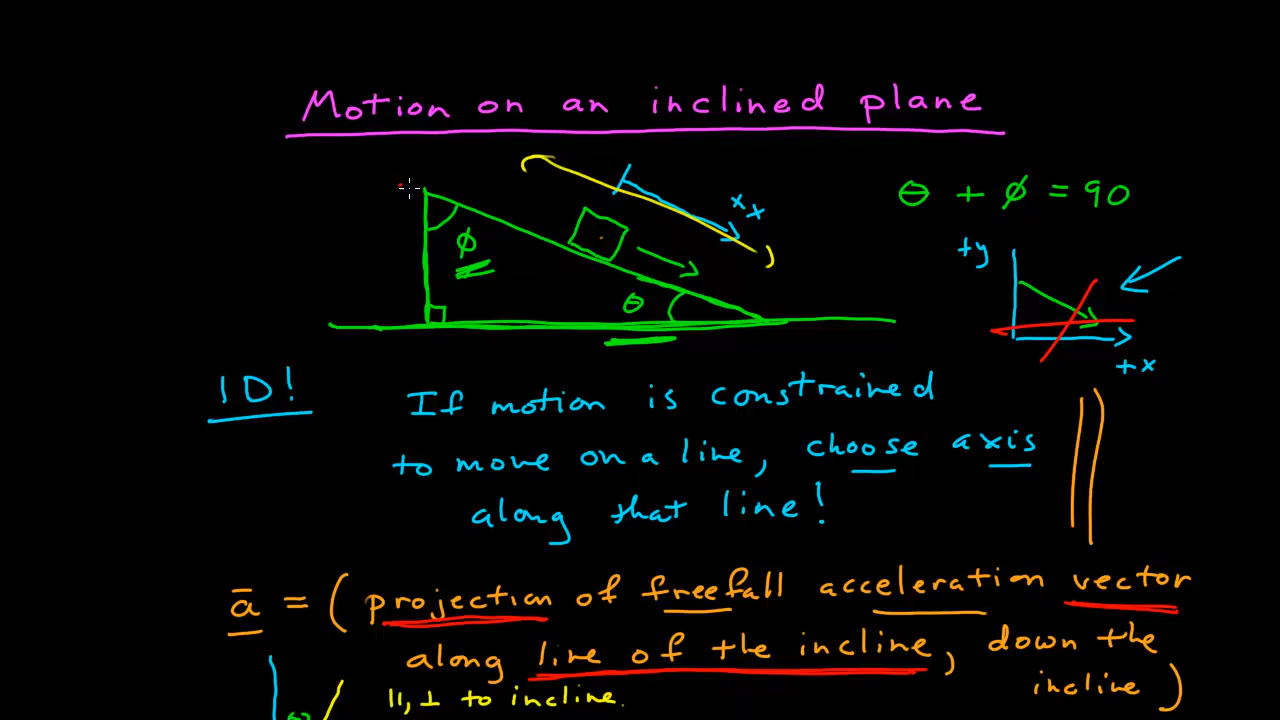 Motion on an inclined plane
θ + ϕ = 90
x x
+y
ϕ
θ
+x
1D!
If motion is constrained
to move on a line, choose axis
along that line!
a̅ = (projection of freefall acceleration vector
along line of the incline, down the
incline)
||, ⊥ to incline.